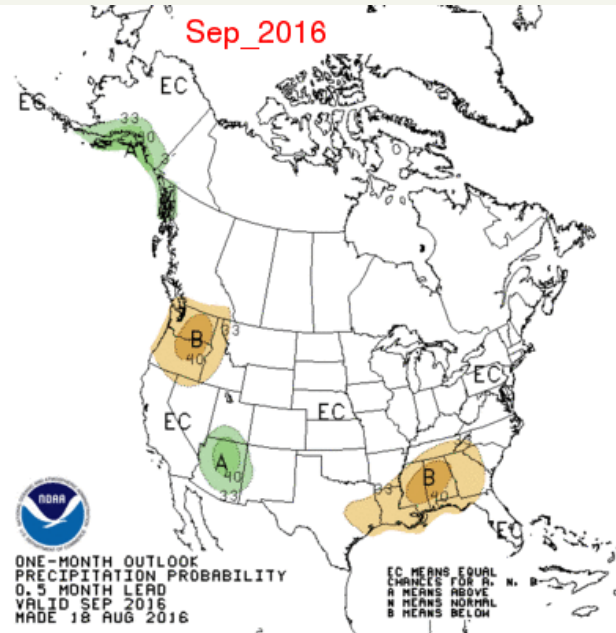 Sep_2016
EC
EC
33
40
A
3
B
33
40
EC
EC
EC
A
40
33
33
33
B
40
EC
NOAA
ONE-MONTH OUTLOOK
PRECIPITATION PROBABILITY
0.5 MONTH LEAD
VALID SEP 2016
MADE 18 AUG 2016
EC MEANS EQUAL
CHANCES FOR A, N, B
A MEANS ABOVE
N MEANS NORMAL
B MEANS BELOW